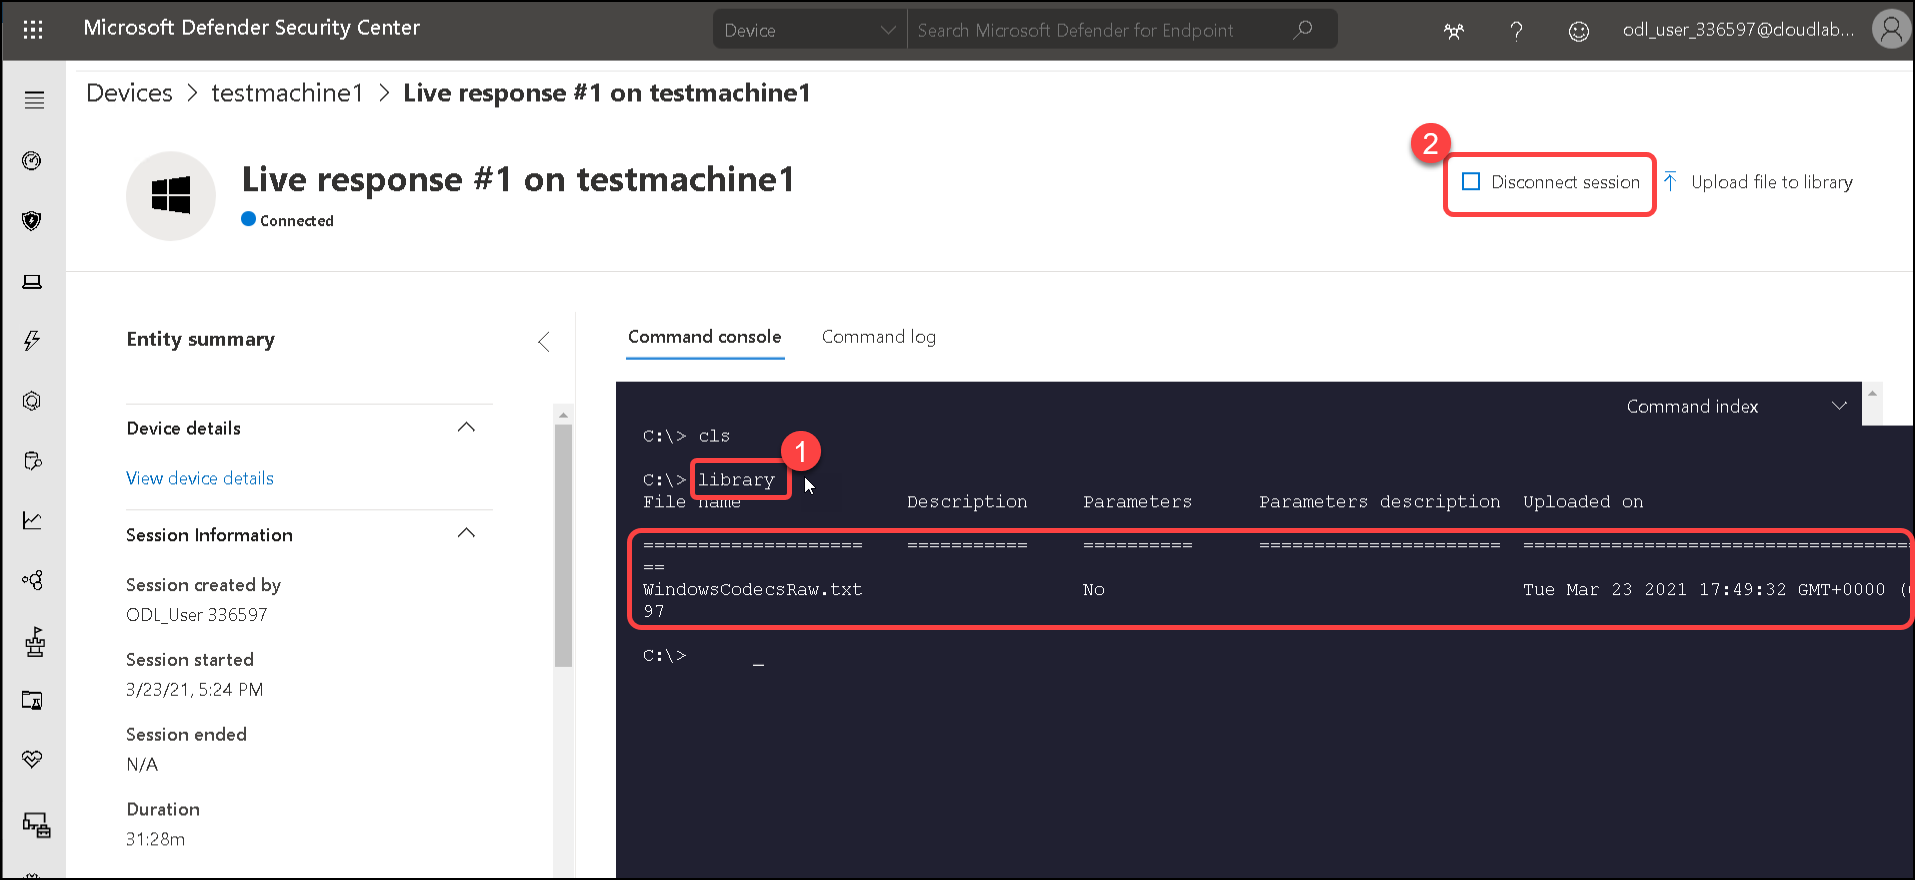 Microsoft Defender Security Center
Device
Search Microsoft Defender for Endpoint
?
odl_user_336597@cloudlab...
Devices > testmachine1 > Live response #1 on testmachine1
2
Live response #1 on testmachine1
Connected
Disconnect session
Upload file to library
Entity summary
Device details
View device details
Session Information
Session created by
ODL_User 336597
Session started
3/23/21, 5:24 PM
Session ended
N/A
Duration
31:28m
Command console
Command log
Command index
C:\> cls
1
C:\> library
File name Description Parameters Parameters description Uploaded on
==================== =========== ========== ====================== ===================================
==
WindowsCodecsRaw.txt No Tue Mar 23 2021 17:49:32 GMT+0000 (
97
C:\> _